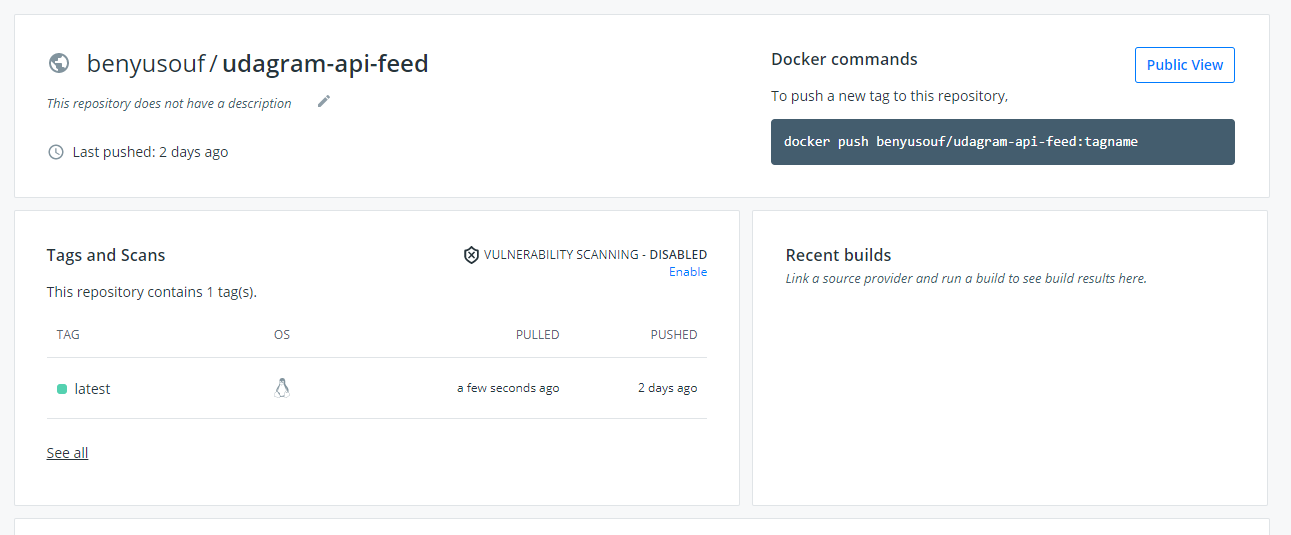 benyusouf / udagram-api-feed
This repository does not have a description
Last pushed: 2 days ago
Docker commands
Public View
To push a new tag to this repository,
docker push benyusouf/udagram-api-feed:tagname
Tags and Scans
VULNERABILITY SCANNING - DISABLED
Enable
This repository contains 1 tag(s).
TAG OS PULLED PUSHED
latest a few seconds ago 2 days ago
See all
Recent builds
Link a source provider and run a build to see build results here.